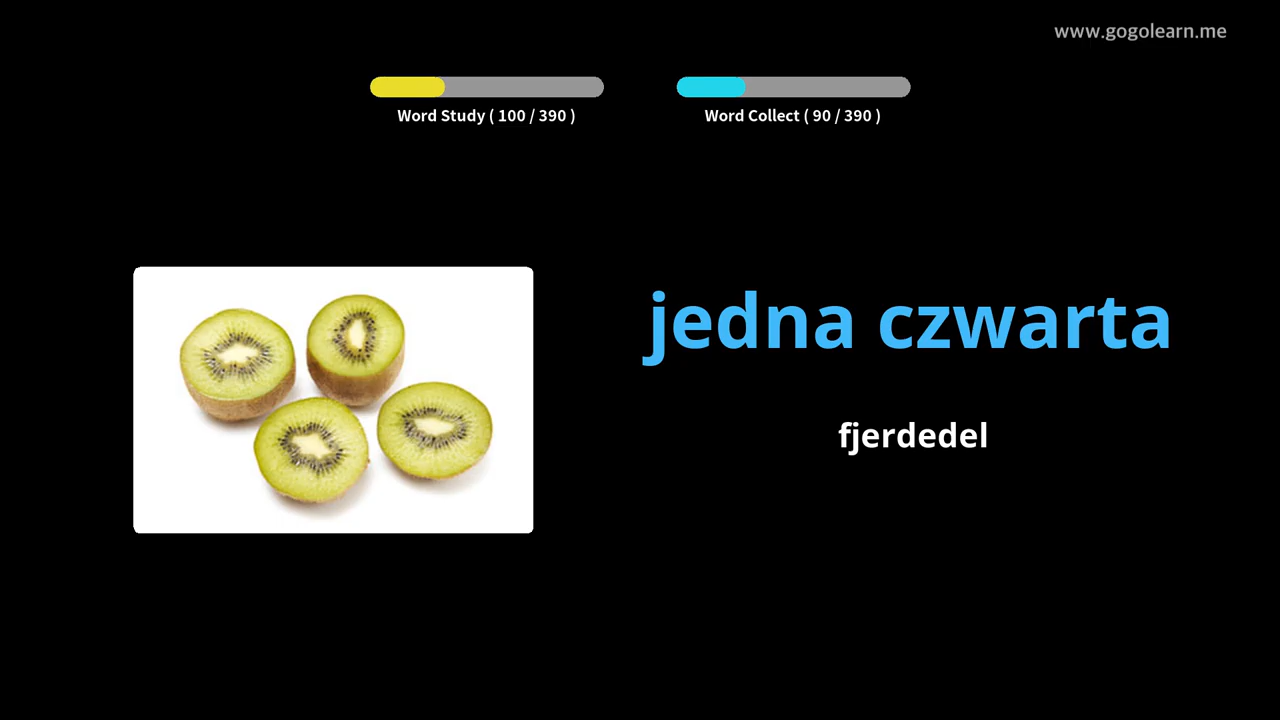 www.gogolearn.me
Word Study ( 100 / 390 )
Word Collect ( 90 / 390 )
jedna czwarta
fjerdedel